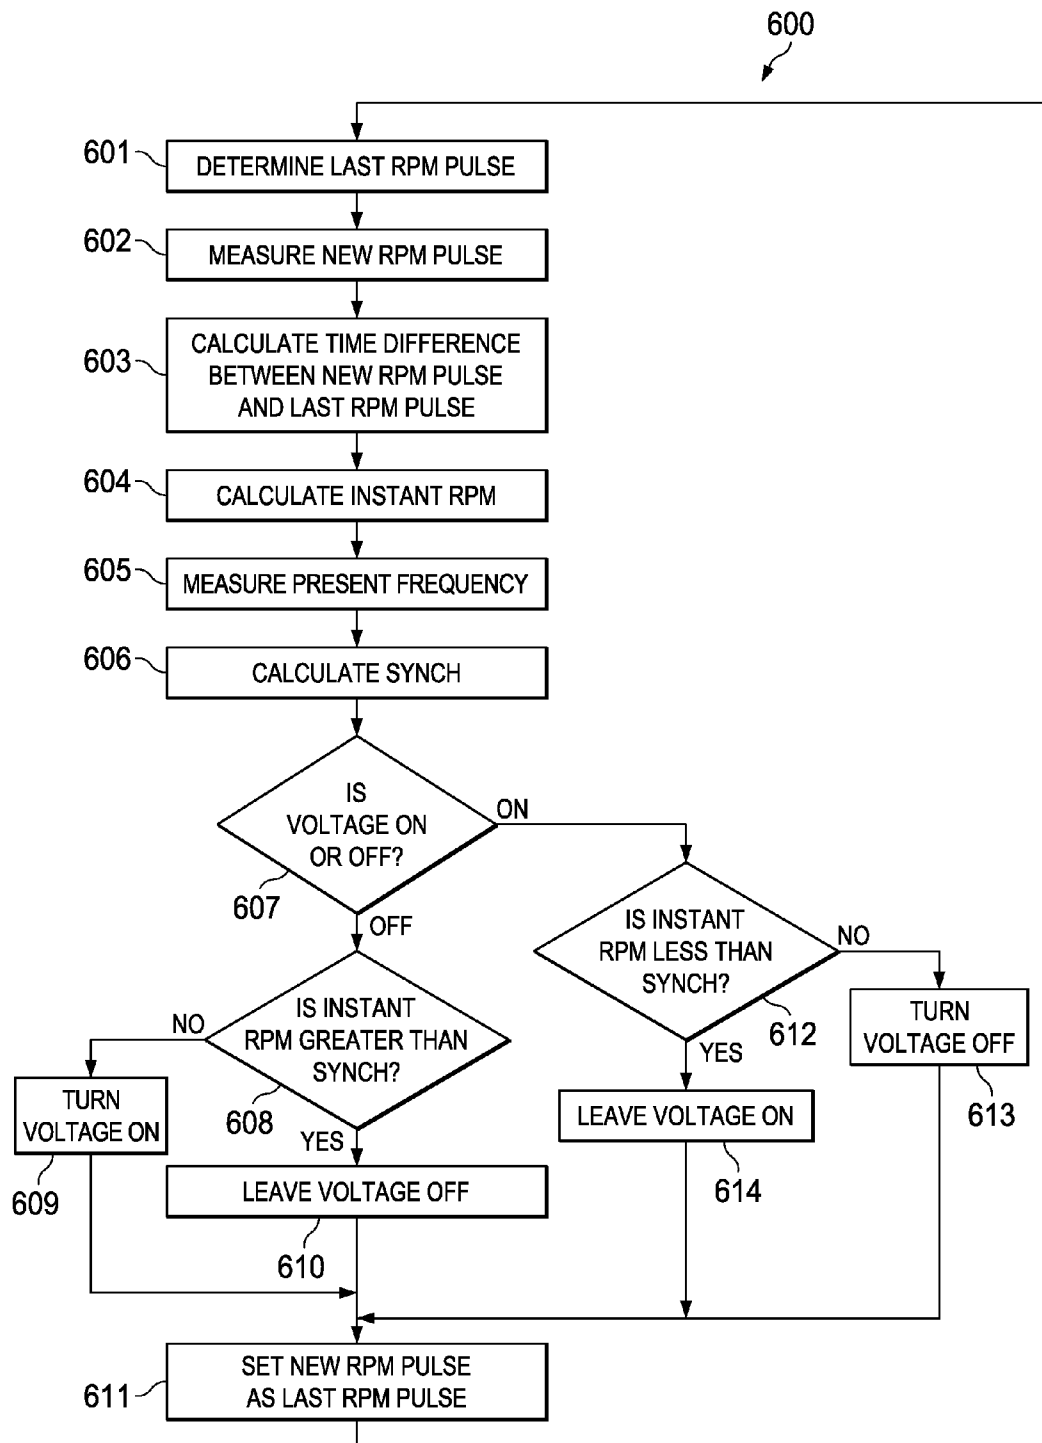 600
601
DETERMINE LAST RPM PULSE
602
MEASURE NEW RPM PULSE
603
CALCULATE TIME DIFFERENCE
BETWEEN NEW RPM PULSE
AND LAST RPM PULSE
604
CALCULATE INSTANT RPM
605
MEASURE PRESENT FREQUENCY
606
CALCULATE SYNCH
IS
VOLTAGE ON
OR OFF?
607
ON
OFF
IS INSTANT
RPM LESS THAN
SYNCH?
612
NO
YES
TURN
VOLTAGE OFF
613
IS INSTANT
RPM GREATER THAN
SYNCH?
608
NO
YES
TURN
VOLTAGE ON
609
LEAVE VOLTAGE ON
614
LEAVE VOLTAGE OFF
610
611
SET NEW RPM PULSE
AS LAST RPM PULSE